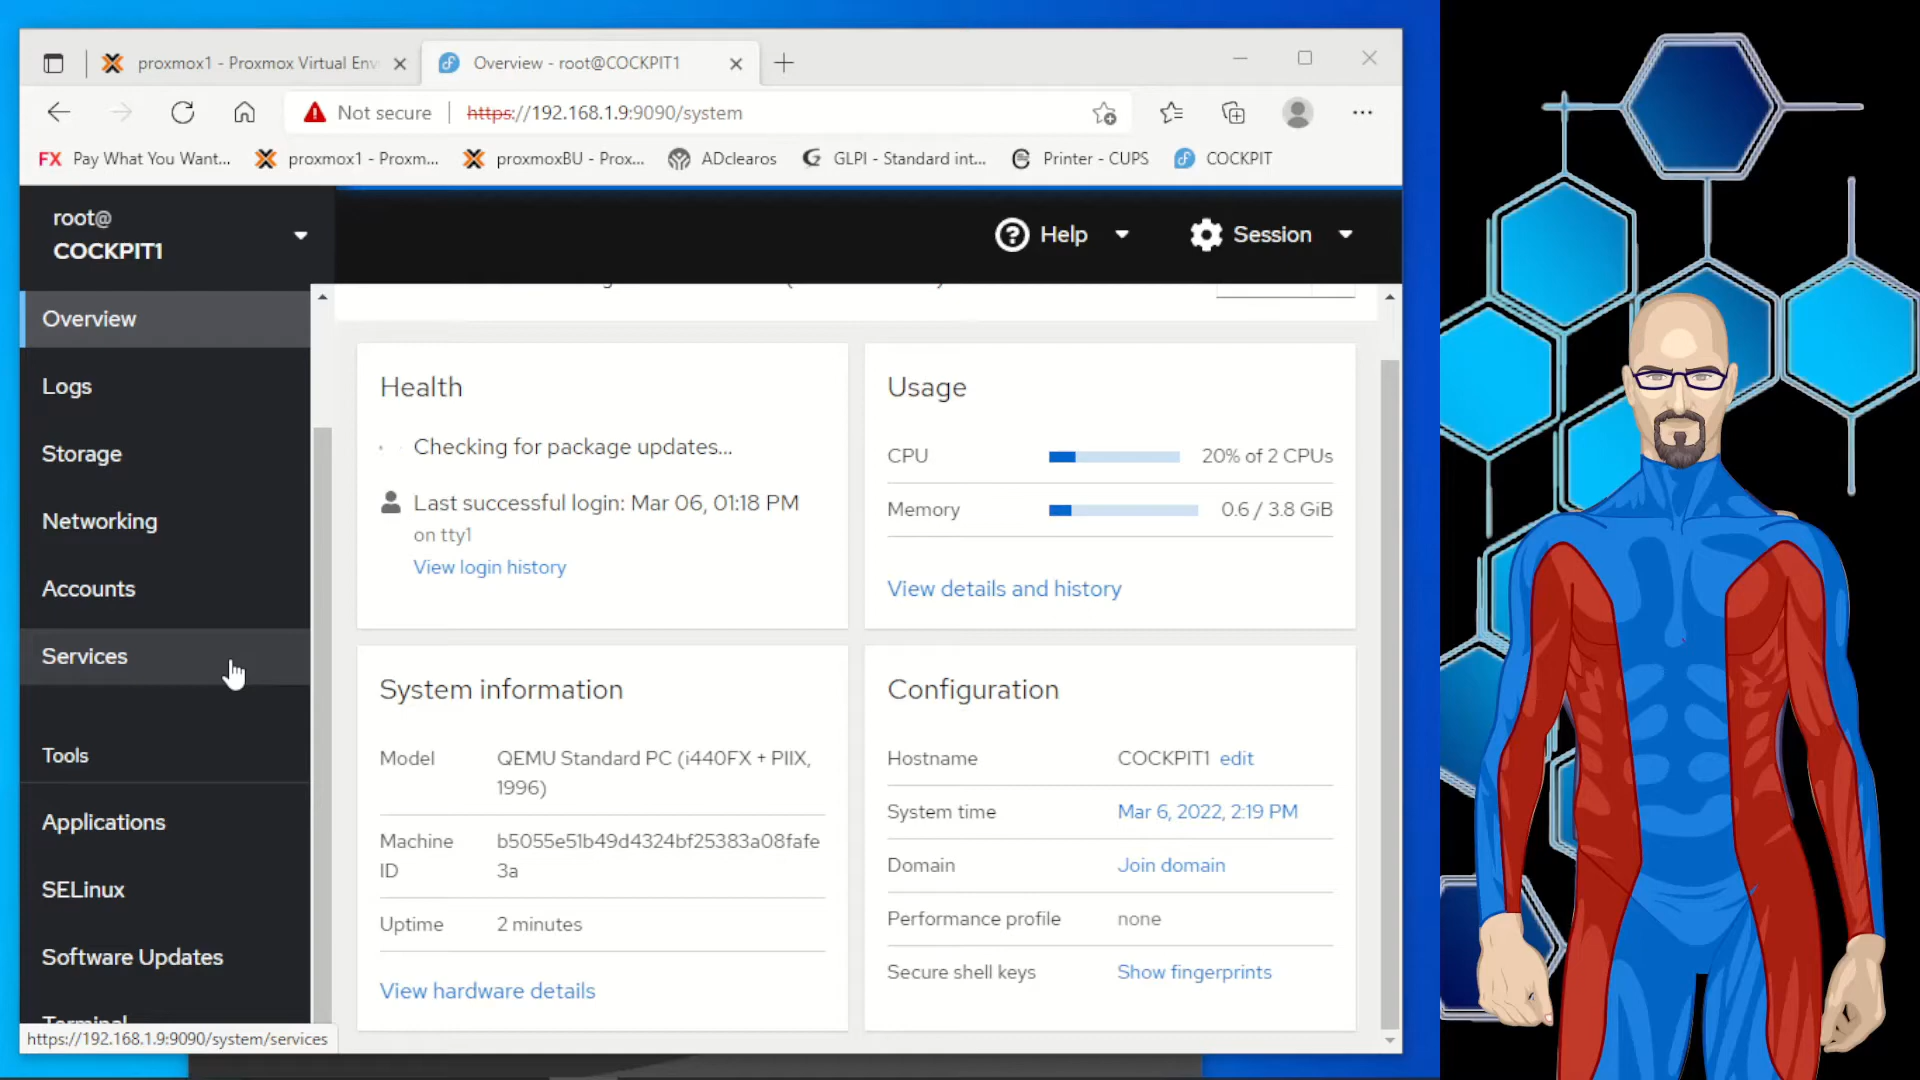 proxmox1 - Proxmox Virtual Env
Overview - root@COCKPIT1
Not secure
https://192.168.1.9:9090/system
FX Pay What You Want...
proxmox1 - Proxm...
proxmoxBU - Prox...
ADclearos
GLPI - Standard int...
Printer - CUPS
COCKPIT
root@
COCKPIT1
Help
Session
Overview
Logs
Storage
Networking
Accounts
Services
Tools
Applications
SELinux
Software Updates
Terminal
https://192.168.1.9:9090/system/services
Health
Checking for package updates...
Last successful login: Mar 06, 01:18 PM
on tty1
View login history
Usage
CPU 20% of 2 CPUs
Memory 0.6 / 3.8 GiB
View details and history
System information
Model QEMU Standard PC (i440FX + PIIX,
1996)
Machine b5055e51b49d4324bf25383a08fafe
ID 3a
Uptime 2 minutes
View hardware details
Configuration
Hostname COCKPIT1 edit
System time Mar 6, 2022, 2:19 PM
Domain Join domain
Performance profile none
Secure shell keys Show fingerprints